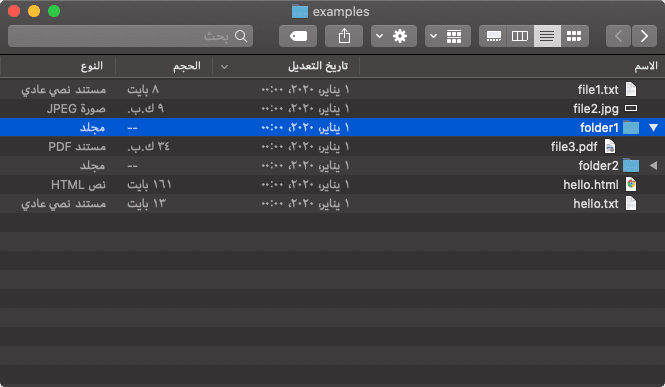 examples
بحث
الاسم تاريخ التعديل الحجم النوع
file1.txt ١ يناير، ٢٠٢٠، ٠٠:٠٠ ٨ بايت مستند نصي عادي
file2.jpg ١ يناير، ٢٠٢٠، ٠٠:٠٠ ٩ ك.ب. صورة JPEG
folder1 ١ يناير، ٢٠٢٠، ٠٠:٠٠ -- مجلد
file3.pdf ١ يناير، ٢٠٢٠، ٠٠:٠٠ ٣٤ ك.ب. مستند PDF
folder2 ١ يناير، ٢٠٢٠، ٠٠:٠٠ -- مجلد
hello.html ١ يناير، ٢٠٢٠، ٠٠:٠٠ ١٦١ بايت نص HTML
hello.txt ١ يناير، ٢٠٢٠، ٠٠:٠٠ ١٣ بايت مستند نصي عادي